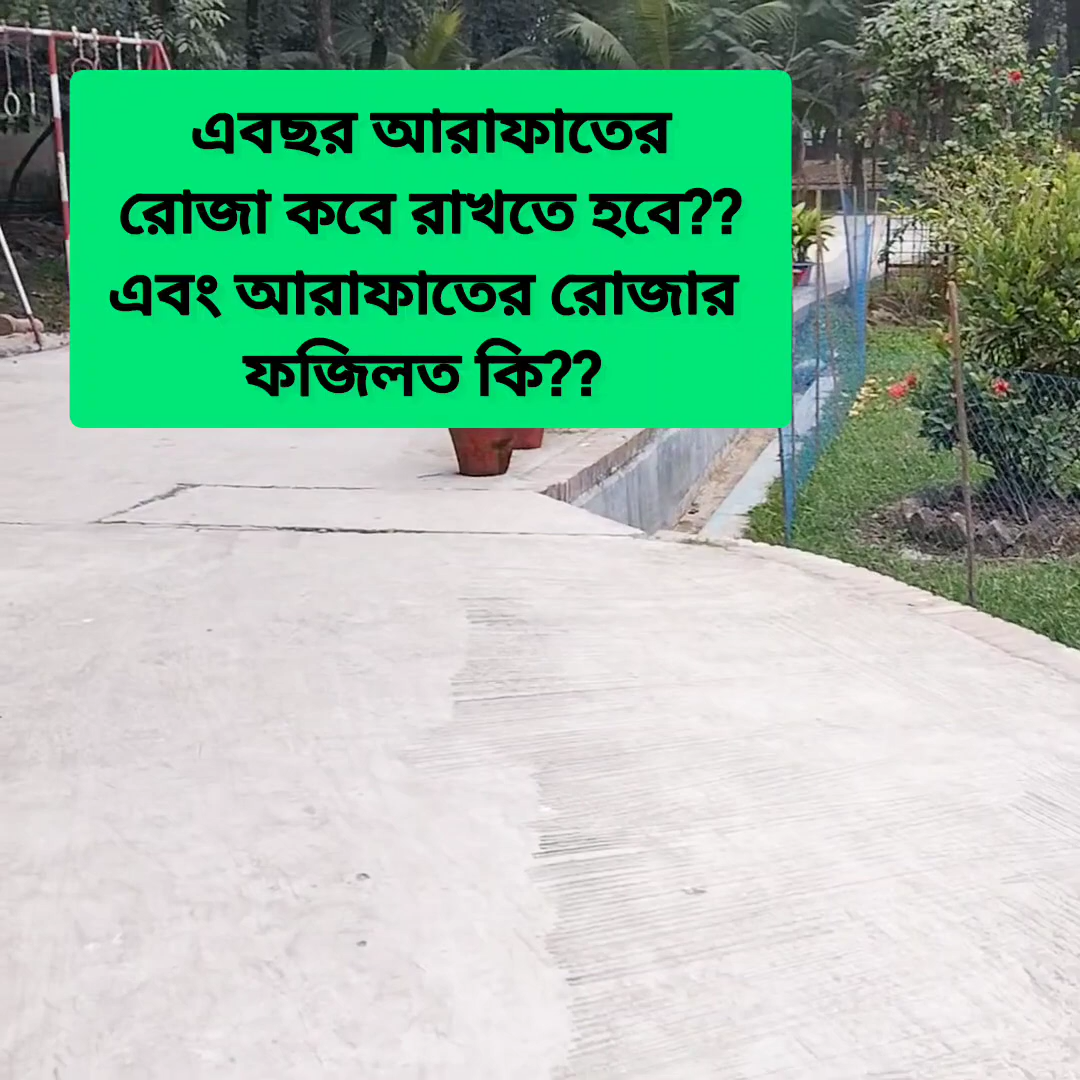 এবছর আরাফাতের
রোজা কবে রাখতে হবে??
এবং আরাফাতের রোজার
ফজিলত কি??